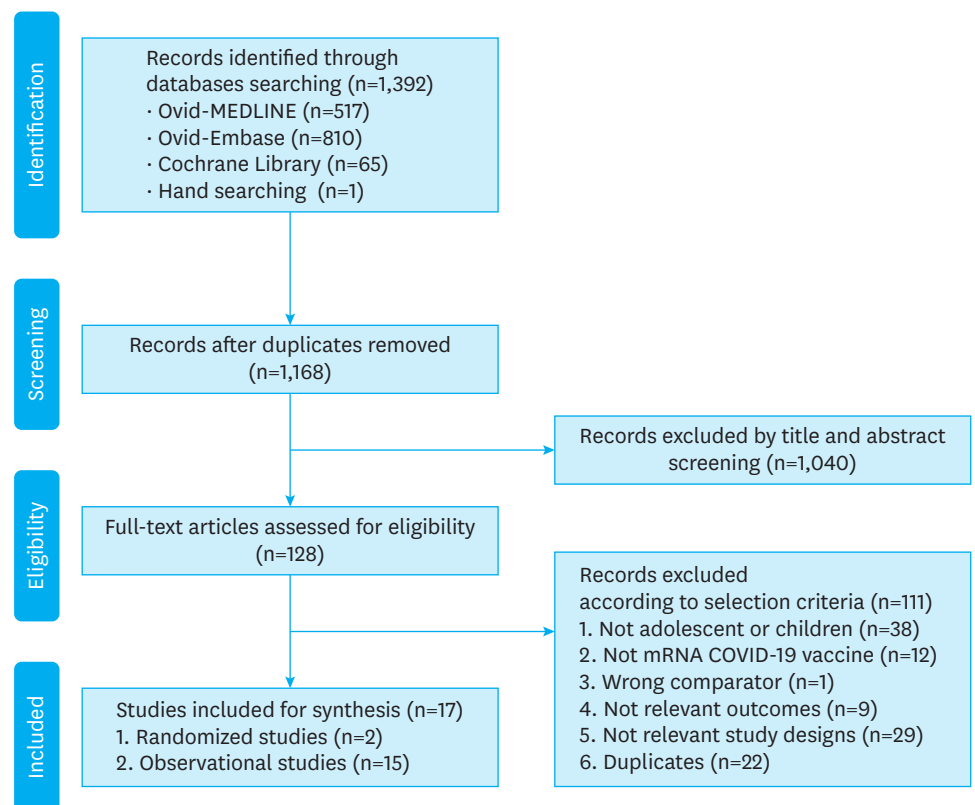 Identification
Records identified through
databases searching (n=1,392)
· Ovid-MEDLINE (n=517)
· Ovid-Embase (n=810)
· Cochrane Library (n=65)
· Hand searching (n=1)
Screening
Records after duplicates removed
(n=1,168)
Records excluded by title and abstract
screening (n=1,040)
Eligibility
Full-text articles assessed for eligibility
(n=128)
Records excluded
according to selection criteria (n=111)
1. Not adolescent or children (n=38)
2. Not mRNA COVID-19 vaccine (n=12)
3. Wrong comparator (n=1)
4. Not relevant outcomes (n=9)
5. Not relevant study designs (n=29)
6. Duplicates (n=22)
Included
Studies included for synthesis (n=17)
1. Randomized studies (n=2)
2. Observational studies (n=15)